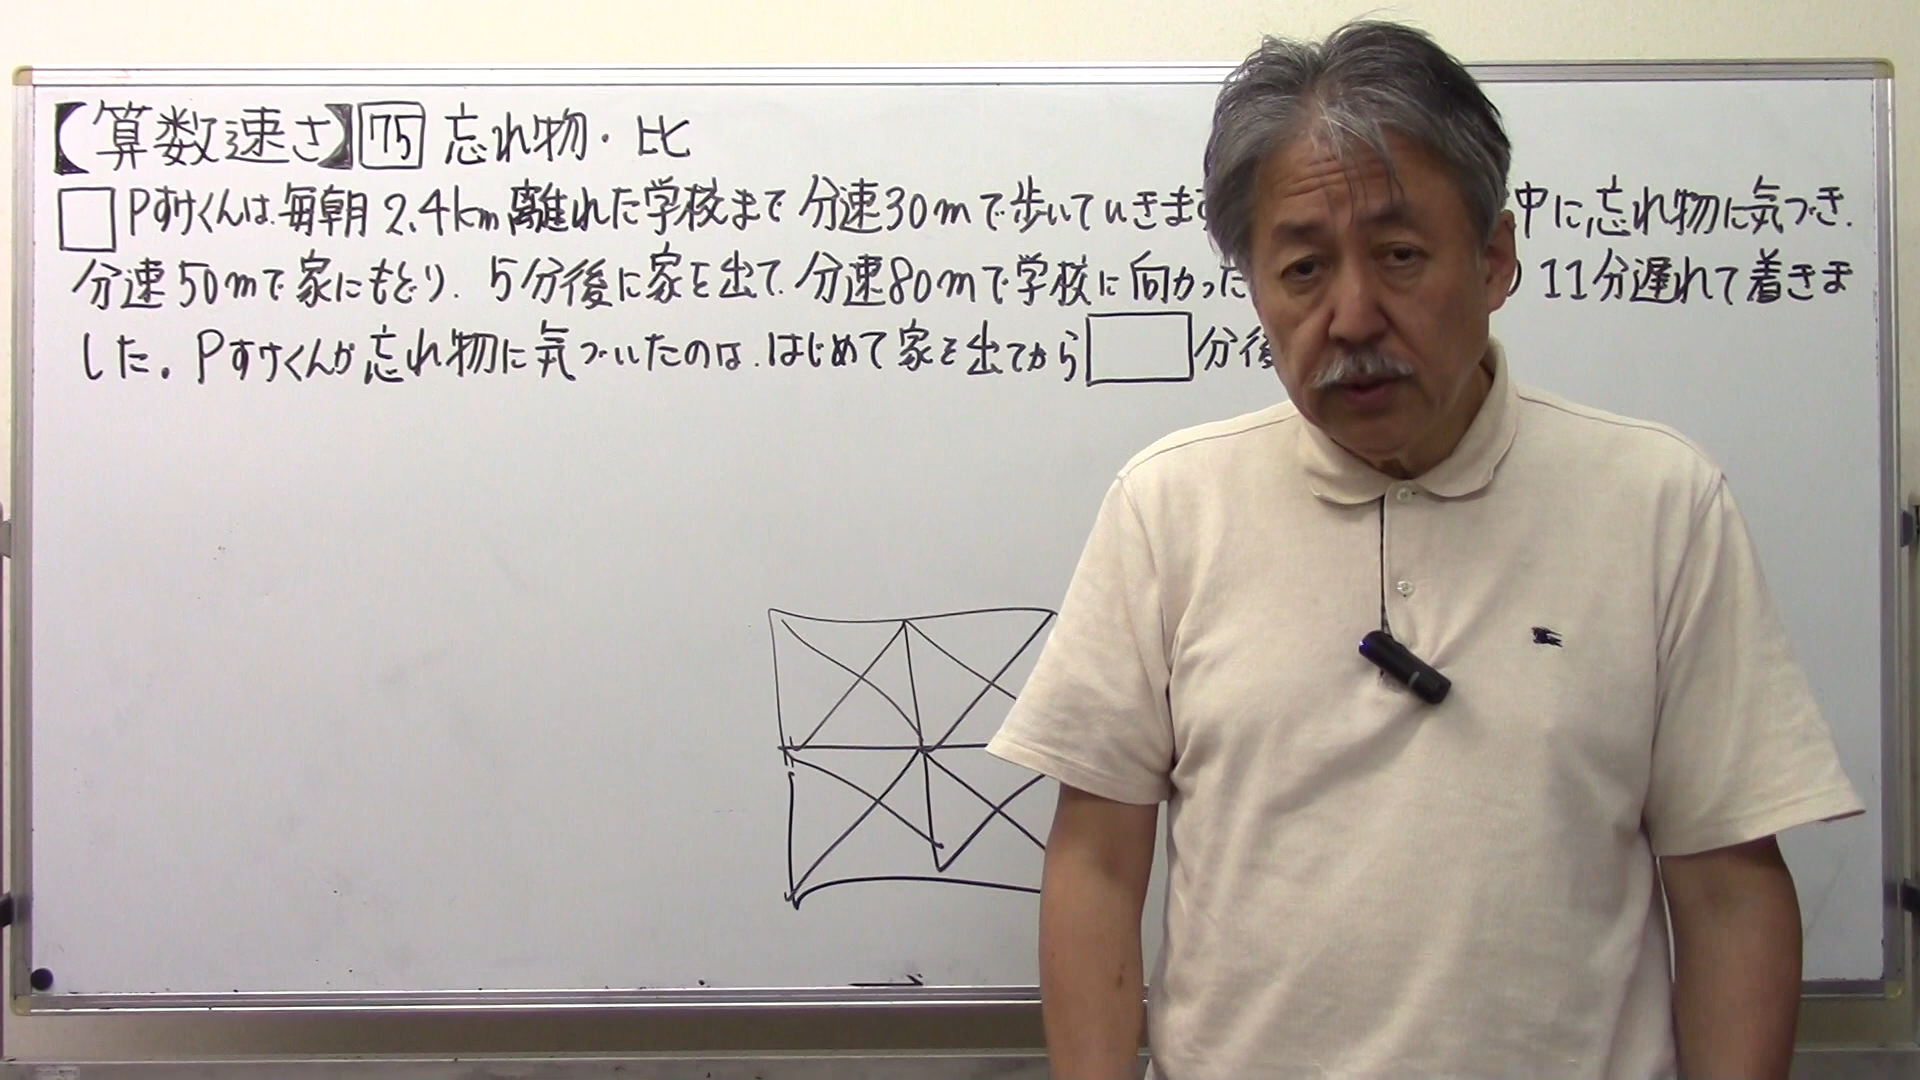 【算数速さ】75 忘れ物・比
Pすけくんは、毎朝2.4km離れた学校まで分速30mで歩いていきます 中に忘れ物に気づき、
分速50mで家にもどり、5分後に家を出て、分速80mで学校に向かった 11分遅れて着きま
した。Pすけくんが忘れ物に気づいたのは、はじめて家を出てから 分後